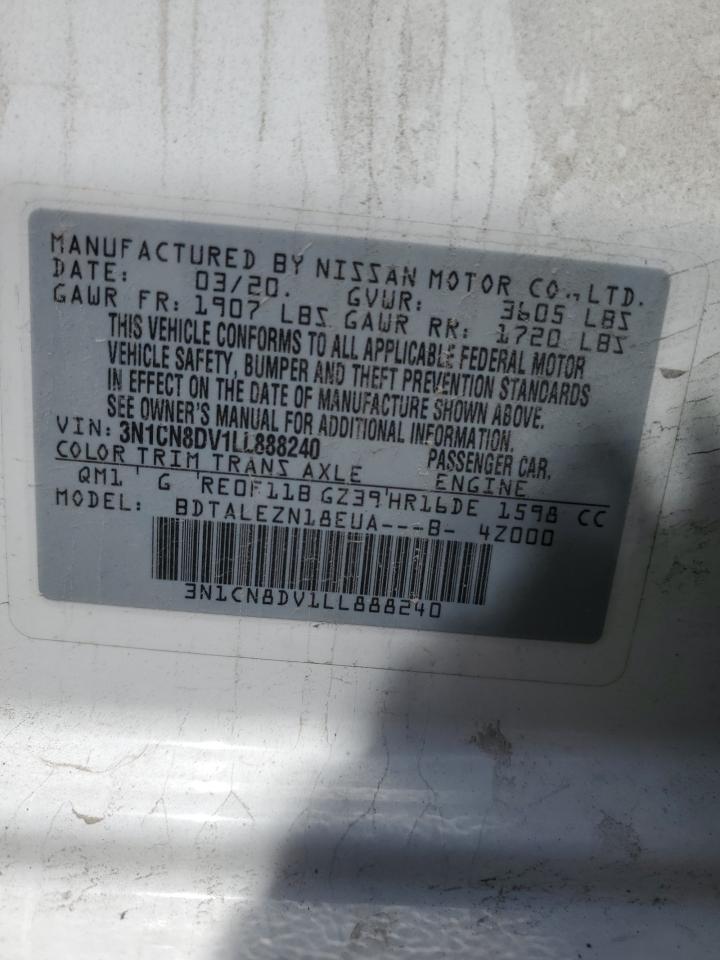 MANUFACTURED BY NISSAN MOTOR CO., LTD.
DATE: 03/20. GVWR: 3605 LBS
GAWR FR: 1907 LBS GAWR RR: 1720 LBS
THIS VEHICLE CONFORMS TO ALL APPLICABLE FEDERAL MOTOR
VEHICLE SAFETY, BUMPER AND THEFT PREVENTION STANDARDS
IN EFFECT ON THE DATE OF MANUFACTURE SHOWN ABOVE.
SEE OWNER'S MANUAL FOR ADDITIONAL INFORMATION.
VIN: 3N1CN8DV1LL888240 PASSENGER CAR.
COLOR TRIM TRANS AXLE ENGINE
QM1 ' G 'RE0F11B GZ39'HR16DE 1598 CC
MODEL: BDTALEZN18EUA---B- 4Z000
3N1CN8DV1LL888240